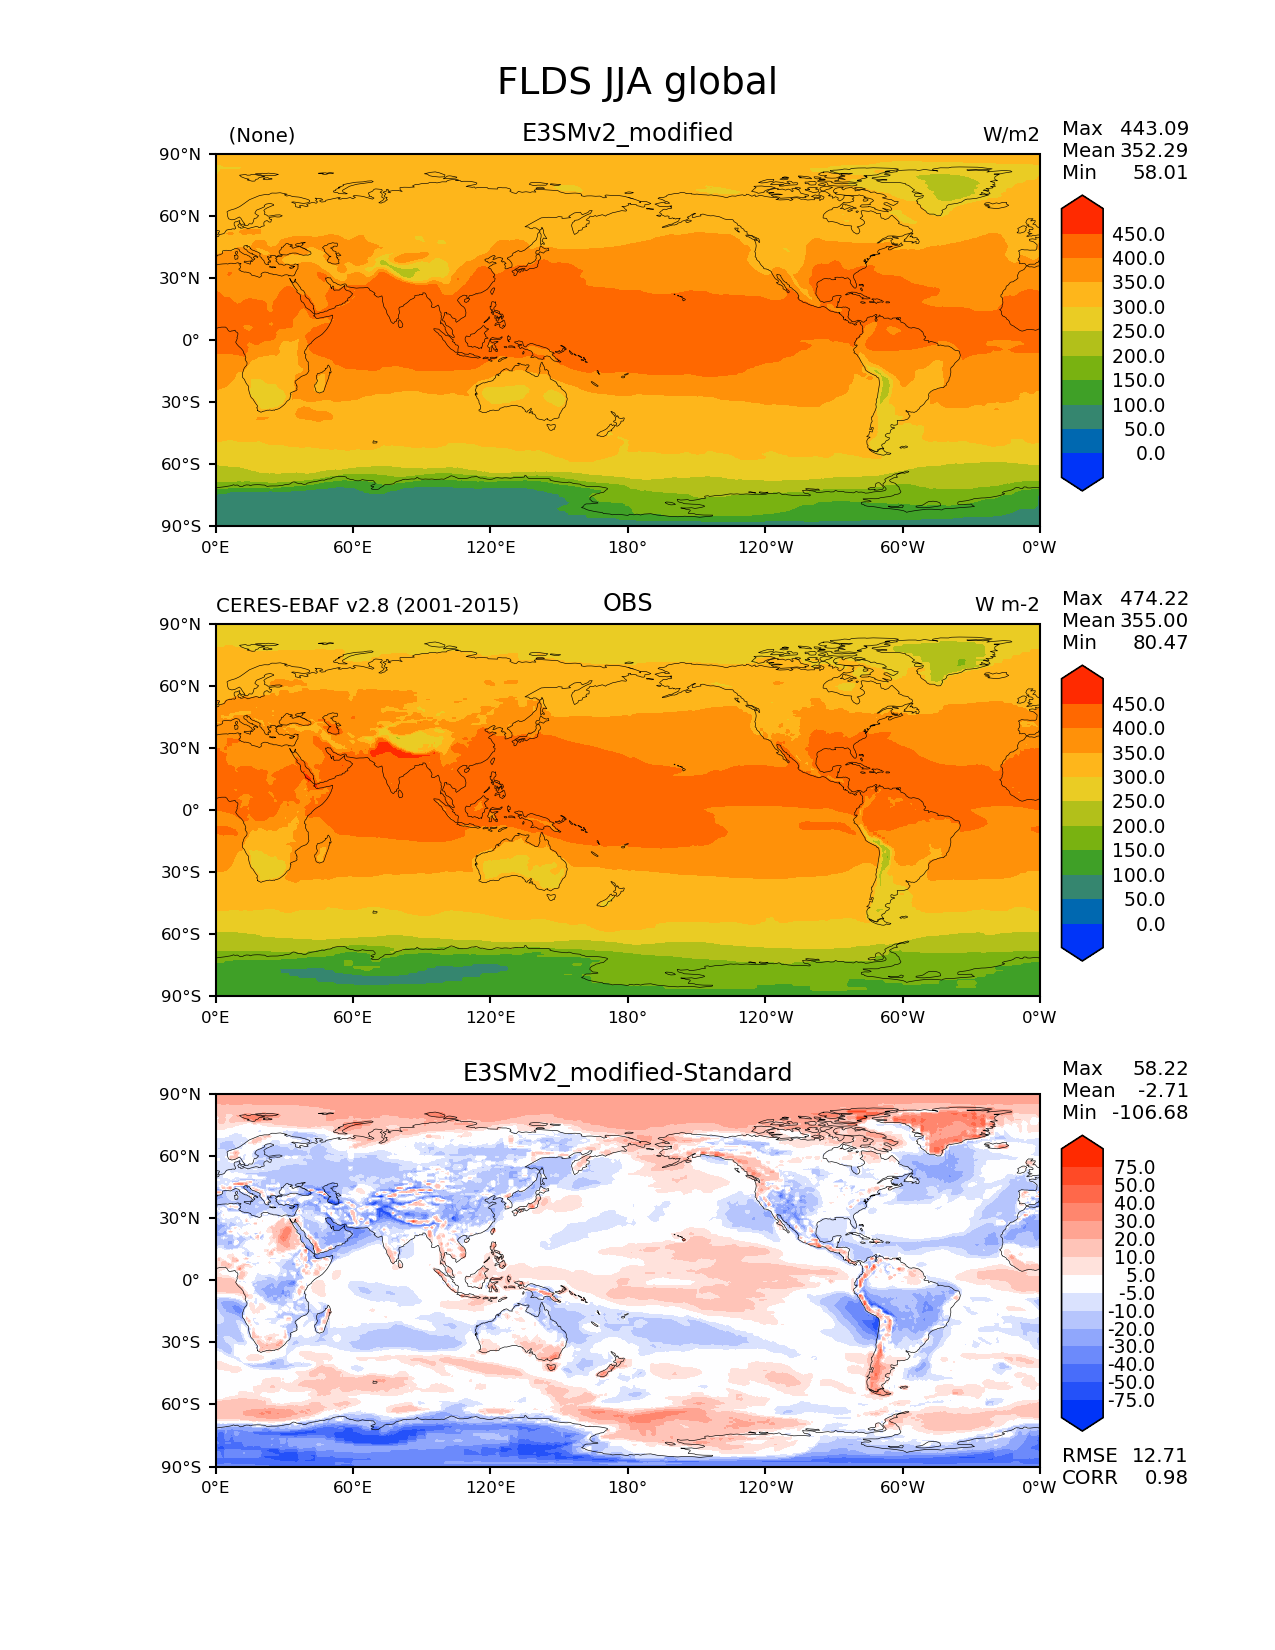 FLDS JJA global
(None) E3SMv2_modified W/m2
Max 443.09
Mean 352.29
Min 58.01
90°N
60°N
30°N
0°
30°S
60°S
90°S
0°E 60°E 120°E 180° 120°W 60°W 0°W
450.0
400.0
350.0
300.0
250.0
200.0
150.0
100.0
50.0
0.0
CERES-EBAF v2.8 (2001-2015) OBS W m-2
Max 474.22
Mean 355.00
Min 80.47
90°N
60°N
30°N
0°
30°S
60°S
90°S
0°E 60°E 120°E 180° 120°W 60°W 0°W
450.0
400.0
350.0
300.0
250.0
200.0
150.0
100.0
50.0
0.0
E3SMv2_modified-Standard
Max 58.22
Mean -2.71
Min -106.68
90°N
60°N
30°N
0°
30°S
60°S
90°S
0°E 60°E 120°E 180° 120°W 60°W 0°W
75.0
50.0
40.0
30.0
20.0
10.0
5.0
-5.0
-10.0
-20.0
-30.0
-40.0
-50.0
-75.0
RMSE 12.71
CORR 0.98